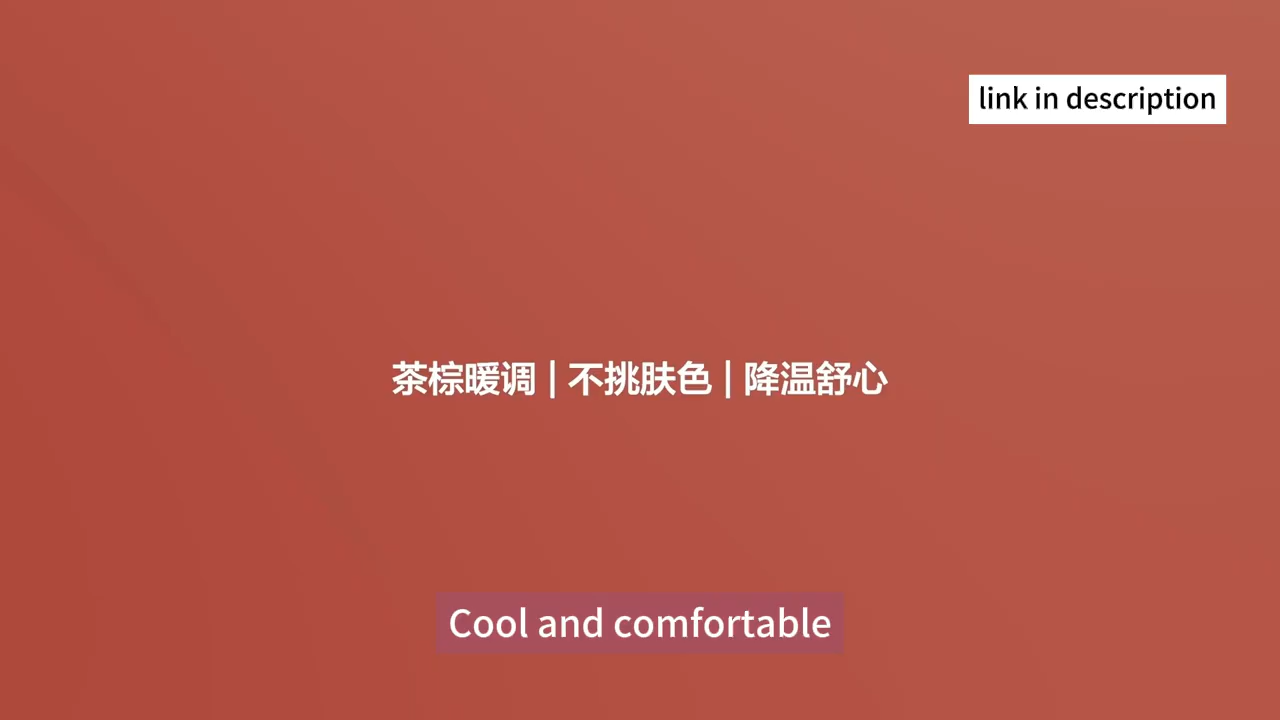 link in description
茶棕暖调 | 不挑肤色 | 降温舒心
Cool and comfortable